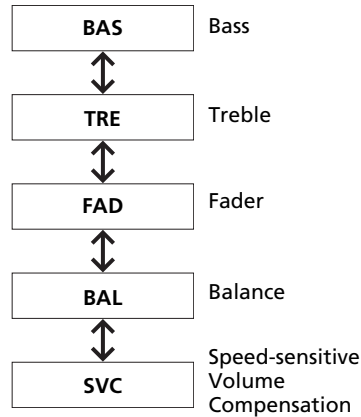 BAS Bass
TRE Treble
FAD Fader
BAL Balance
Speed-sensitive
SVC Volume
Compensation